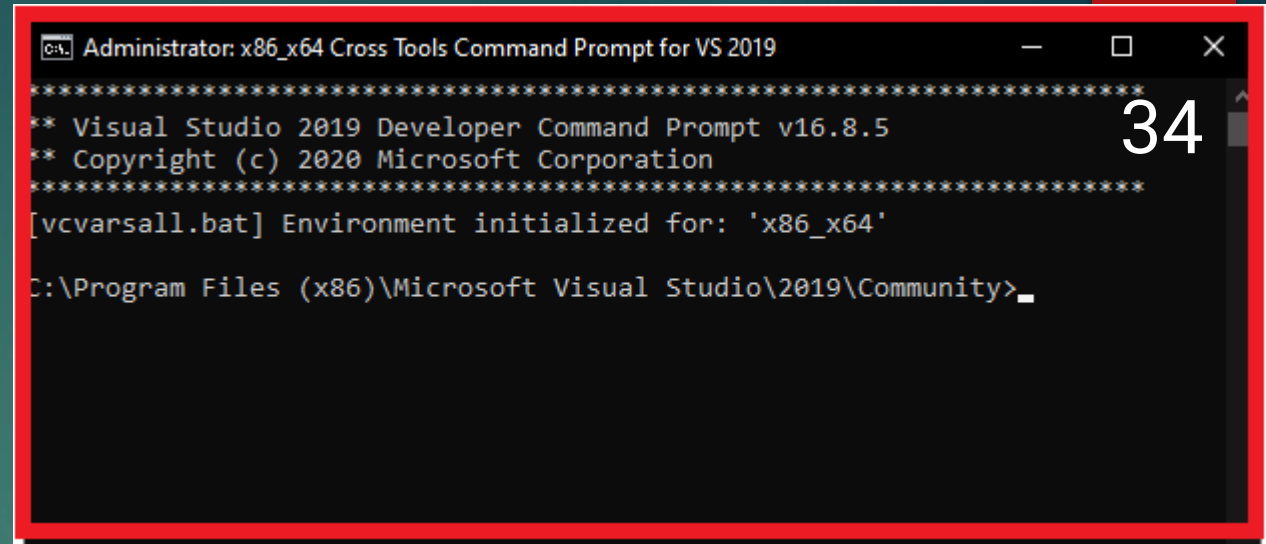 Administrator: x86_x64 Cross Tools Command Prompt for VS 2019
**********************************************************************
** Visual Studio 2019 Developer Command Prompt v16.8.5
34
** Copyright (c) 2020 Microsoft Corporation
**********************************************************************
[vcvarsall.bat] Environment initialized for: 'x86_x64'
C:\Program Files (x86)\Microsoft Visual Studio\2019\Community>